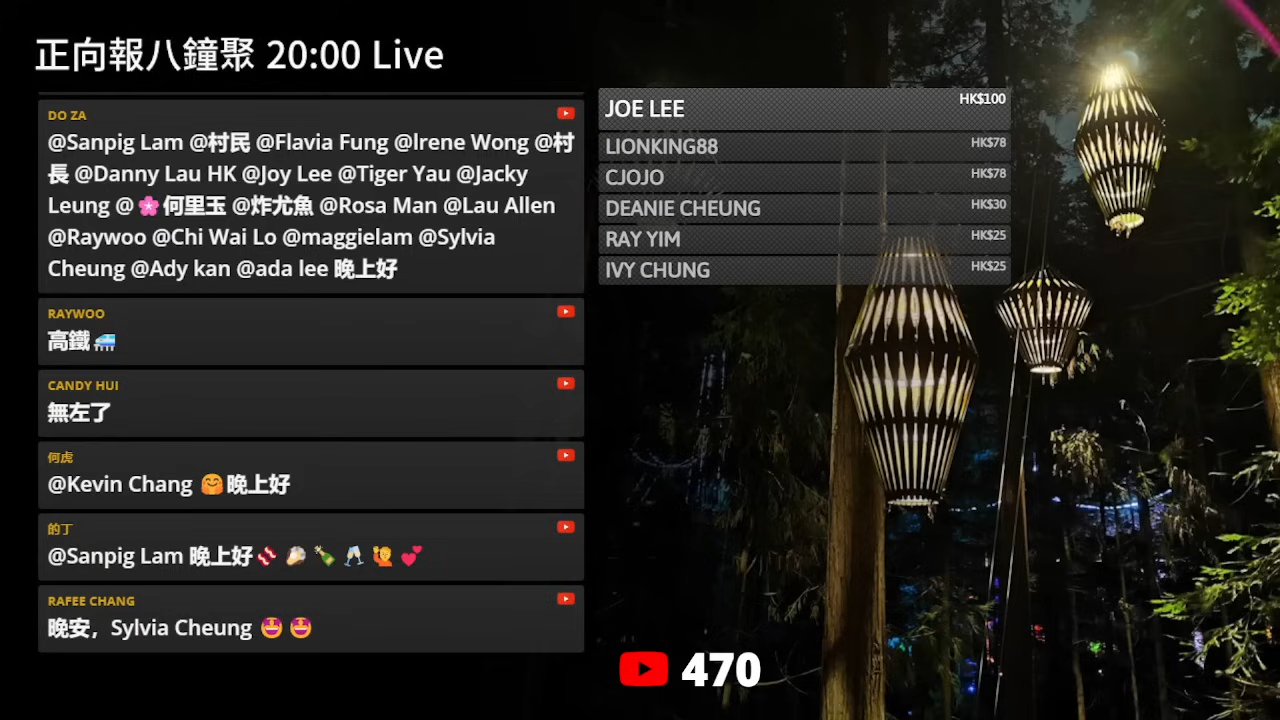 正向報八鐘聚 20:00 Live
DO ZA
@Sanpig Lam @村民 @Flavia Fung @lrene Wong @村
長 @Danny Lau HK @Joy Lee @Tiger Yau @Jacky
Leung @🌸何里玉 @炸尤魚 @Rosa Man @Lau Allen
@Raywoo @Chi Wai Lo @maggielam @Sylvia
Cheung @Ady kan @ada lee 晚上好
RAYWOO
高鐵🚅
CANDY HUI
無左了
何虎
@Kevin Chang 🤗晚上好
的丁
@Sanpig Lam 晚上好🍬🪘🍾🥂🙋💕
RAFEE CHANG
晚安，Sylvia Cheung 🤩🤩
JOE LEE HK$100
LIONKING88 HK$78
CJOJO HK$78
DEANIE CHEUNG HK$30
RAY YIM HK$25
IVY CHUNG HK$25
470